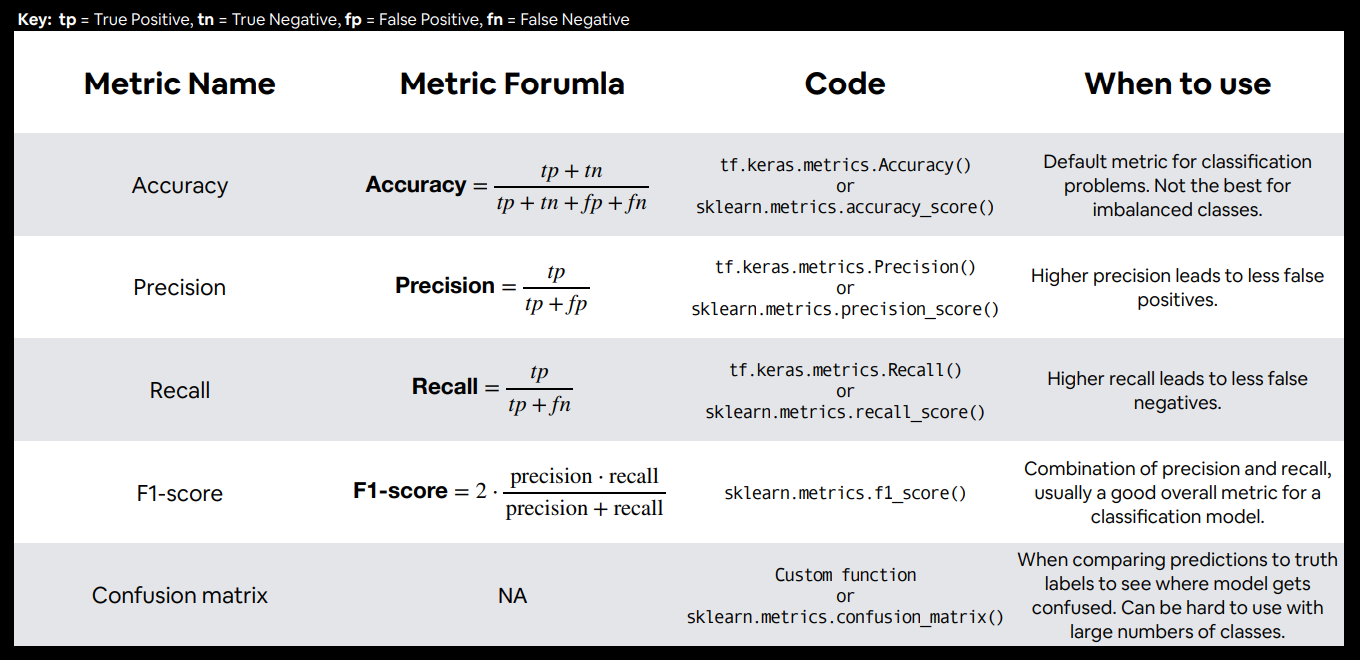 Key: tp = True Positive, tn = True Negative, fp = False Positive, fn = False Negative
Metric Name
Metric Forumla
Code
When to use
Accuracy
Accuracy = tp + tn / tp + tn + fp + fn
tf.keras.metrics.Accuracy()
or
sklearn.metrics.accuracy_score()
Default metric for classification
problems. Not the best for
imbalanced classes.
Precision
Precision = tp / tp + fp
tf.keras.metrics.Precision()
or
sklearn.metrics.precision_score()
Higher precision leads to less false
positives.
Recall
Recall = tp / tp + fn
tf.keras.metrics.Recall()
or
sklearn.metrics.recall_score()
Higher recall leads to less false
negatives.
F1-score
F1-score = 2 · precision · recall / precision + recall
sklearn.metrics.f1_score()
Combination of precision and recall,
usually a good overall metric for a
classification model.
Confusion matrix
NA
Custom function
or
sklearn.metrics.confusion_matrix()
When comparing predictions to truth
labels to see where model gets
confused. Can be hard to use with
large numbers of classes.